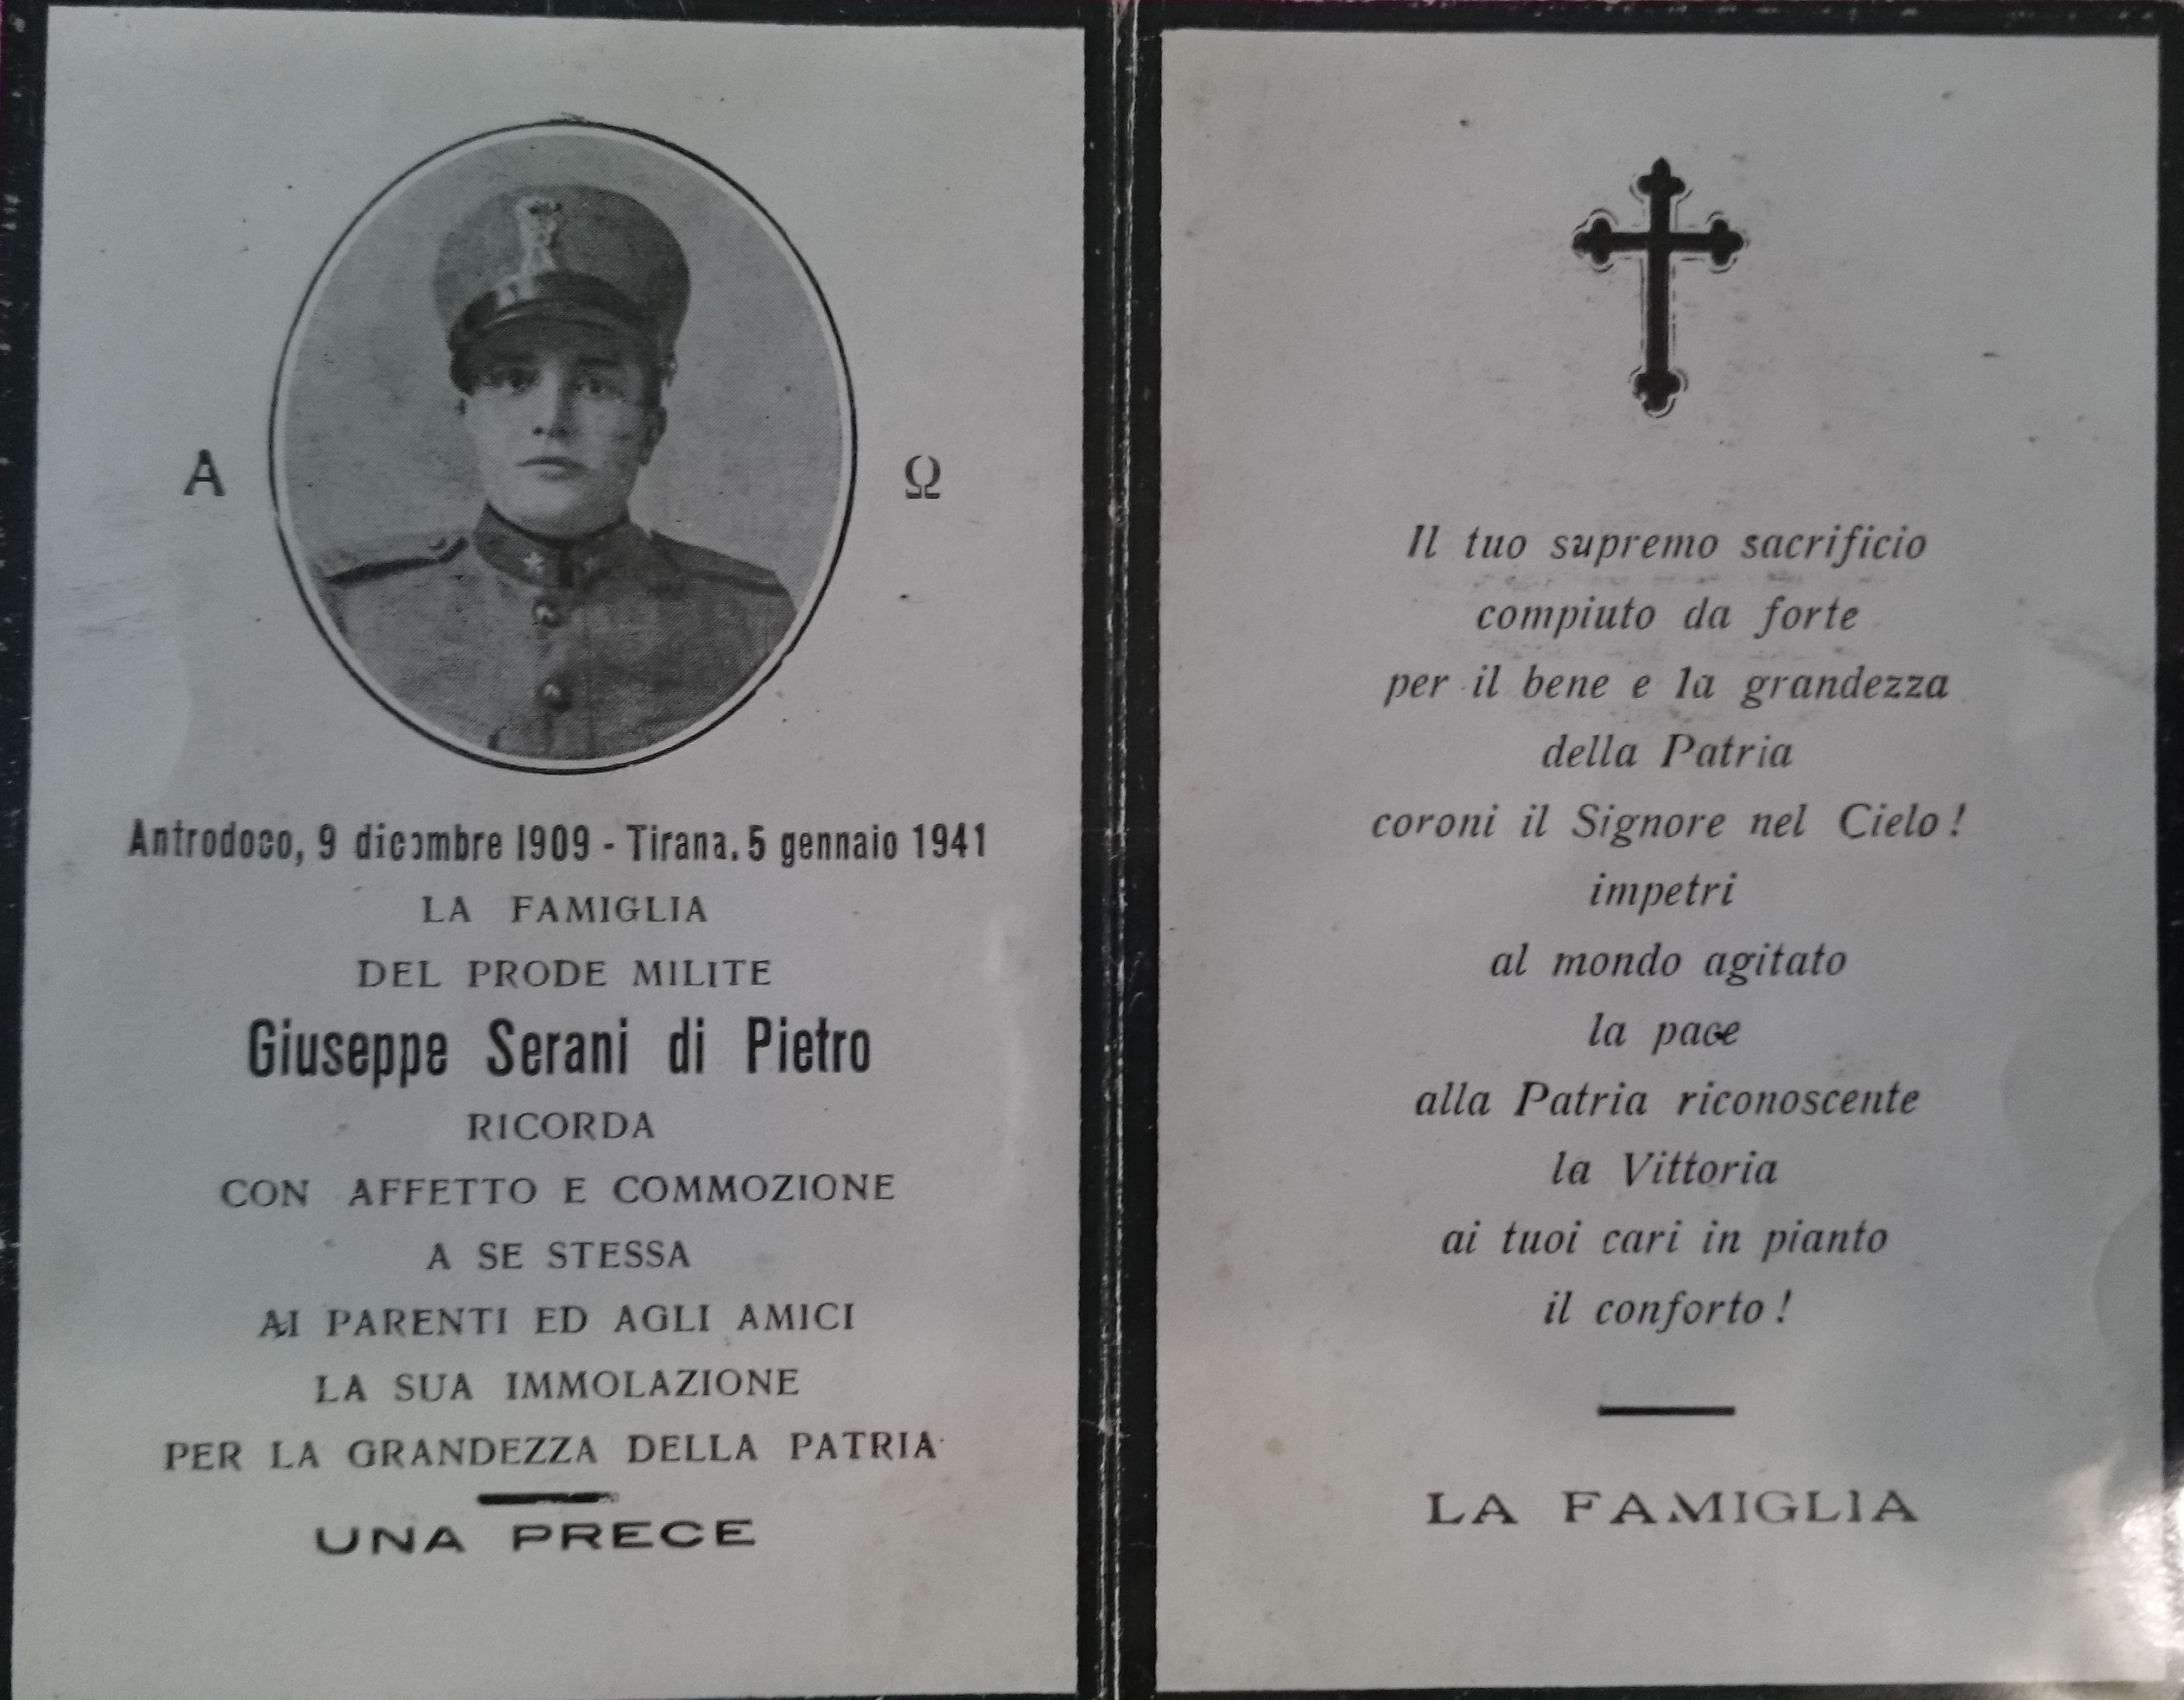 Α
Ω
Antrodoco, 9 dicembre 1909 - Tirana, 5 gennaio 1941
LA FAMIGLIA
DEL PRODE MILITE
Giuseppe Serani di Pietro
RICORDA
CON AFFETTO E COMMOZIONE
A SE STESSA
AI PARENTI ED AGLI AMICI
LA SUA IMMOLAZIONE
PER LA GRANDEZZA DELLA PATRIA
UNA PRECE
Il tuo supremo sacrificio
compiuto da forte
per il bene e la grandezza
della Patria
coroni il Signore nel Cielo!
impetri
al mondo agitato
la pace
alla Patria riconoscente
la Vittoria
ai tuoi cari in pianto
il conforto!
LA FAMIGLIA